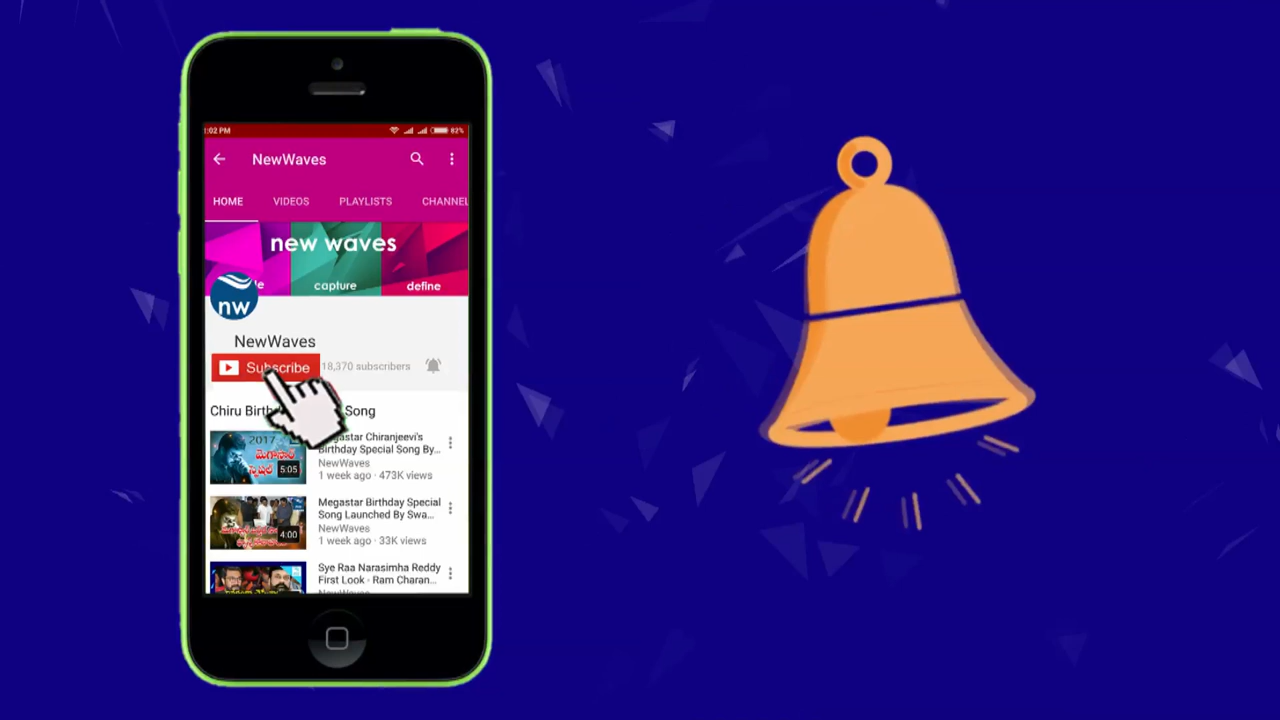 :02 PM 82%
NewWaves
HOME VIDEOS PLAYLISTS CHANNEL
new waves
capture define
nw
NewWaves
Subscribe 18,370 subscribers
Chiru Birth Song
2017
మెగాస్టార్
స్పెషల్
5:05
Megastar Chiranjeevi's
Birthday Special Song By...
NewWaves
1 week ago · 473K views
4:00
Megastar Birthday Special
Song Launched By Swa...
NewWaves
1 week ago · 33K views
Sye Raa Narasimha Reddy
First Look - Ram Charan...
NewWaves